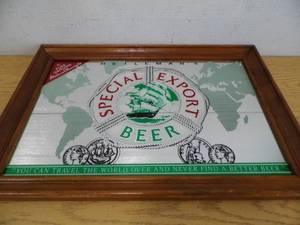 HEILEMAN'S
SPECIAL EXPORT
BEER
YOU CAN TRAVEL THE WORLD OVER AND NEVER FIND A BETTER BEER